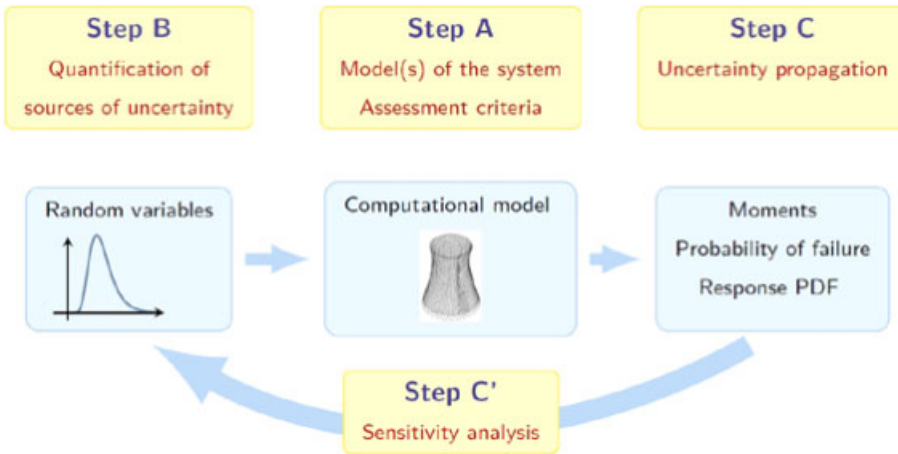 Step B
Quantification of
sources of uncertainty
Step A
Model(s) of the system
Assessment criteria
Step C
Uncertainty propagation
Random variables
Computational model
Moments
Probability of failure
Response PDF
Step C'
Sensitivity analysis